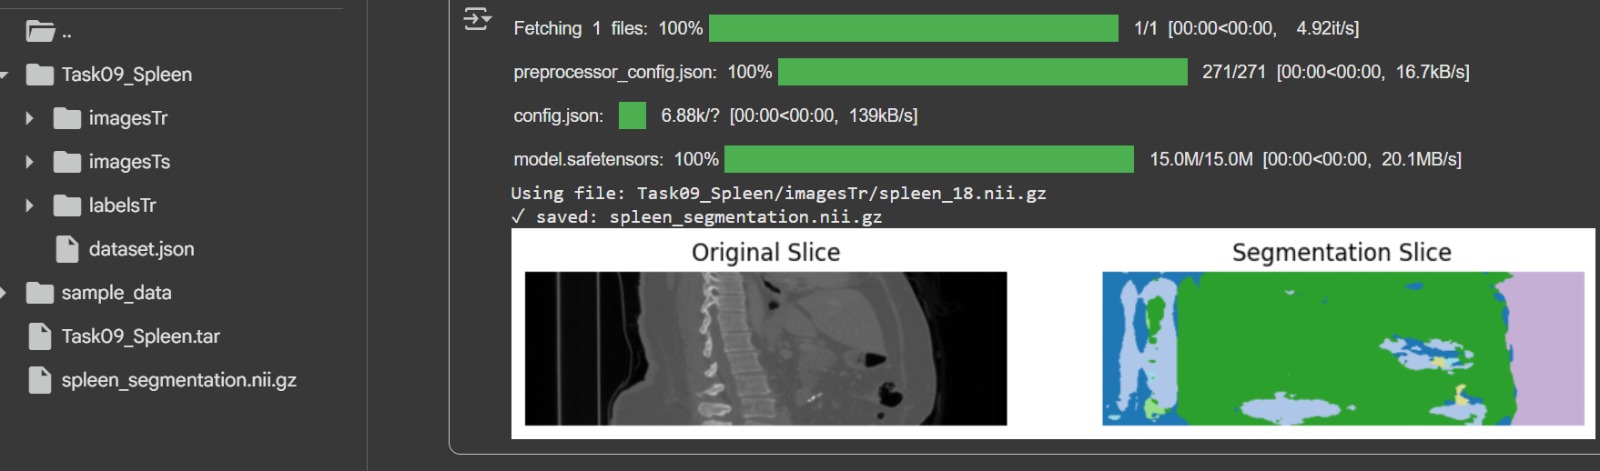 ..
Task09_Spleen
imagesTr
imagesTs
labelsTr
dataset.json
sample_data
Task09_Spleen.tar
spleen_segmentation.nii.gz
Fetching 1 files: 100% 1/1 [00:00<00:00, 4.92it/s]
preprocessor_config.json: 100% 271/271 [00:00<00:00, 16.7kB/s]
config.json: 6.88k/? [00:00<00:00, 139kB/s]
model.safetensors: 100% 15.0M/15.0M [00:00<00:00, 20.1MB/s]
Using file: Task09_Spleen/imagesTr/spleen_18.nii.gz
✓ saved: spleen_segmentation.nii.gz
Original Slice
Segmentation Slice